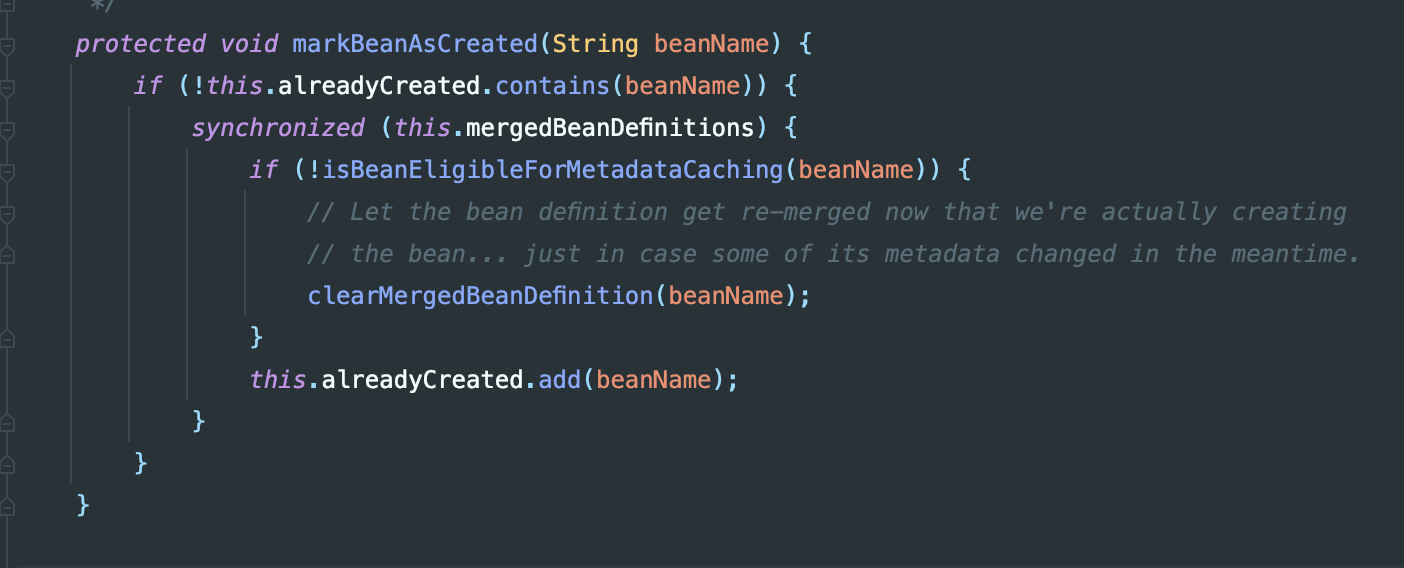 */
protected void markBeanAsCreated(String beanName) {
if (!this.alreadyCreated.contains(beanName)) {
synchronized (this.mergedBeanDefinitions) {
if (!isBeanEligibleForMetadataCaching(beanName)) {
// Let the bean definition get re-merged now that we're actually creating
// the bean... just in case some of its metadata changed in the meantime.
clearMergedBeanDefinition(beanName);
}
this.alreadyCreated.add(beanName);
}
}
}